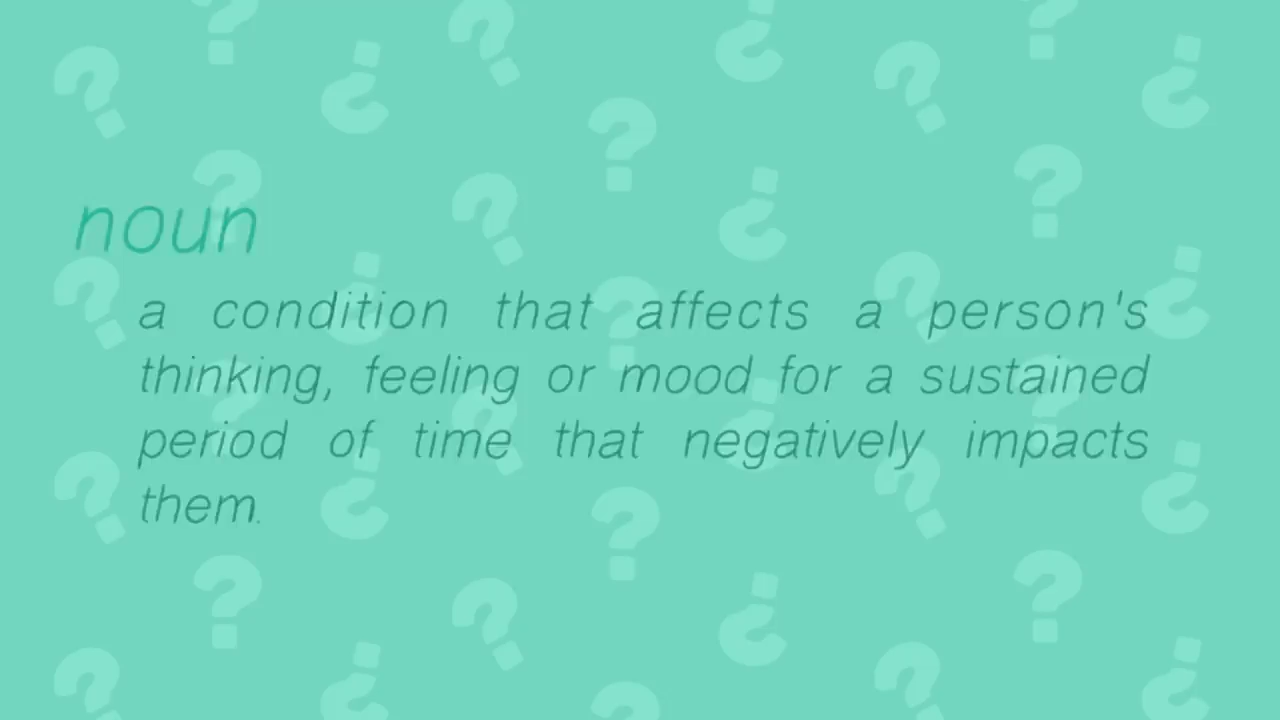 noun
a condition that affects a person's
thinking, feeling or mood for a sustained
period of time that negatively impacts
them.